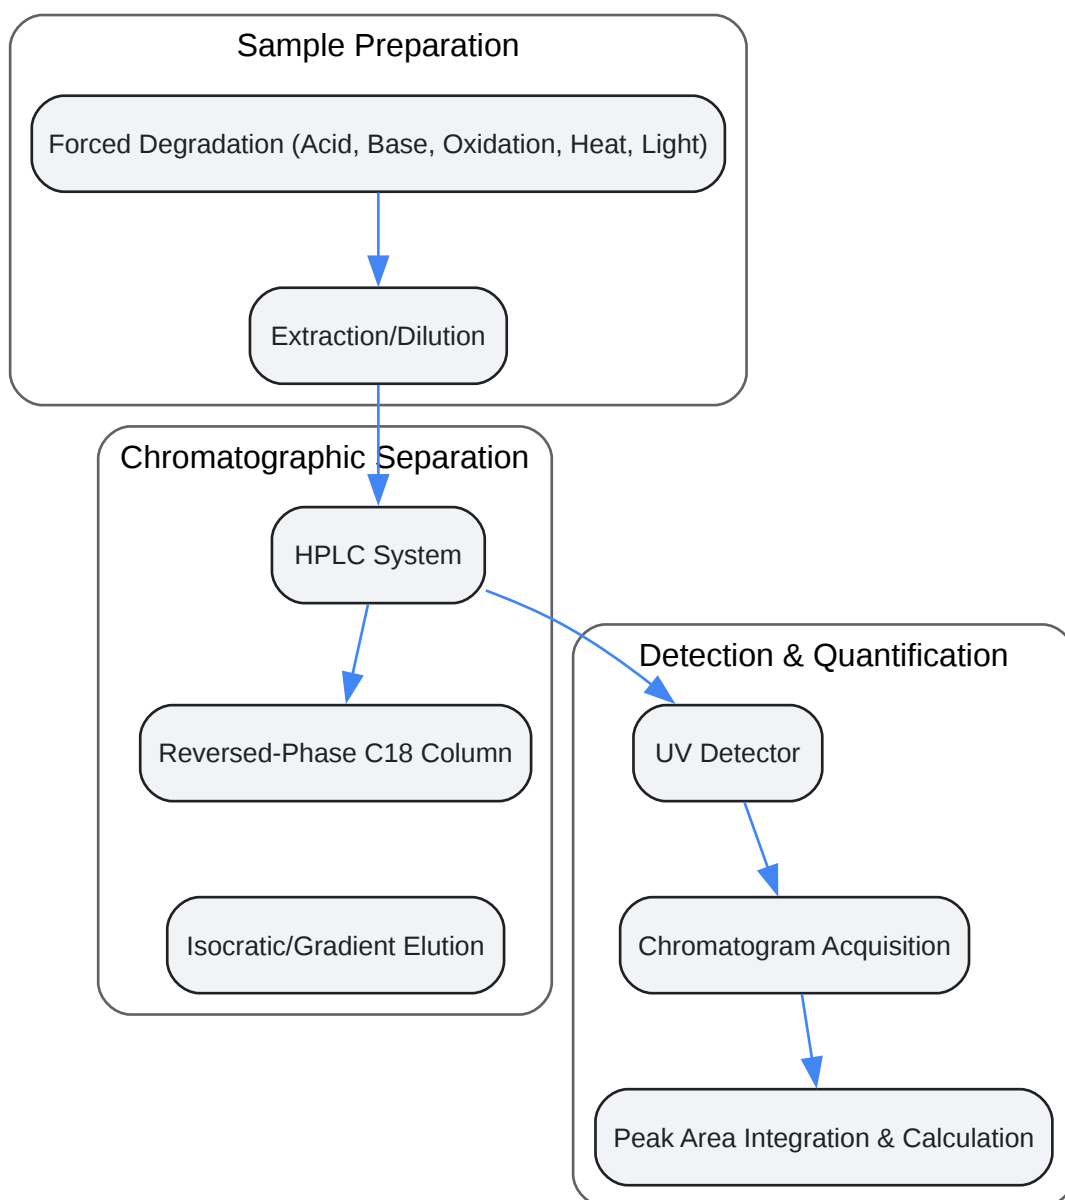 Sample Preparation
Forced Degradation (Acid, Base, Oxidation, Heat, Light)
Extraction/Dilution
Chromatographic Separation
HPLC System
Reversed-Phase C18 Column
Isocratic/Gradient Elution
Detection & Quantification
UV Detector
Chromatogram Acquisition
Peak Area Integration & Calculation